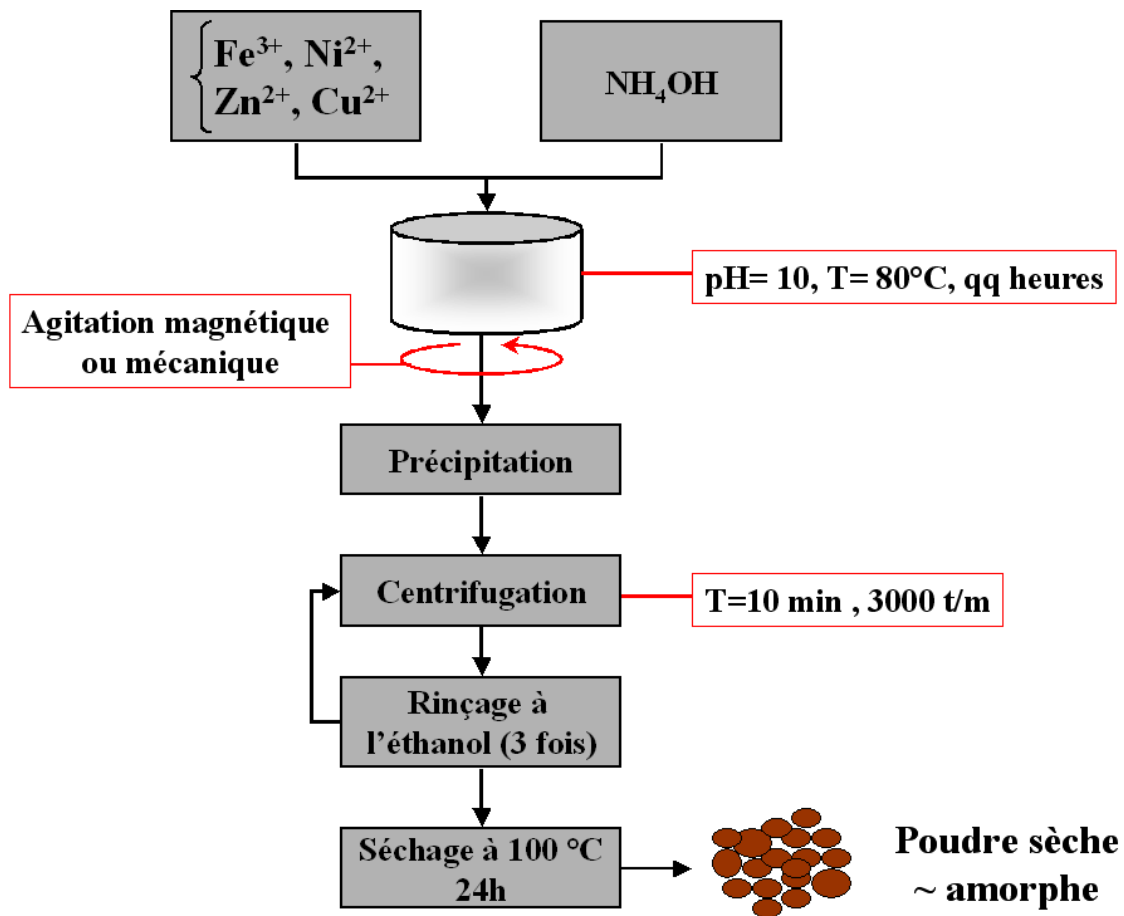 Fe³⁺, Ni²⁺,
Zn²⁺, Cu²⁺
NH₄OH
pH= 10, T= 80°C, qq heures
Agitation magnétique
ou mécanique
Précipitation
Centrifugation
T=10 min , 3000 t/m
Rinçage à
l’éthanol (3 fois)
Séchage à 100 °C
24h
Poudre sèche
~ amorphe